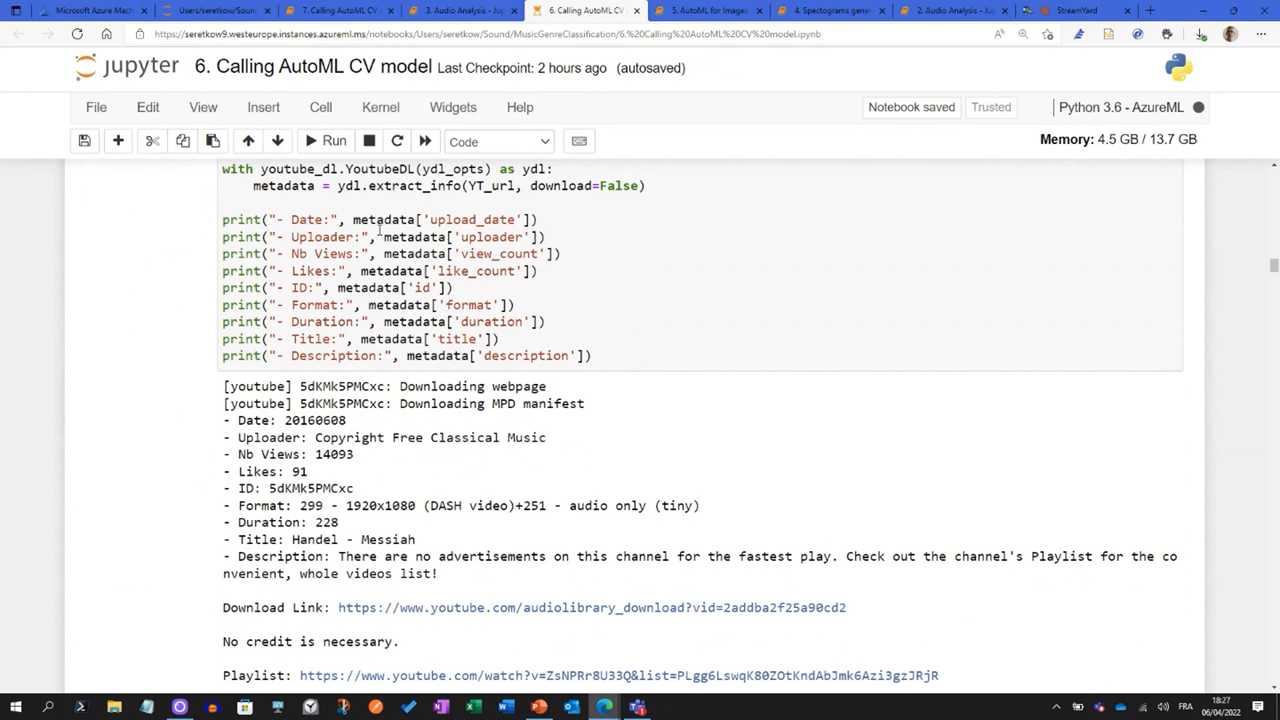 Microsoft Azure Mach
Users/seretkow/Sound/
7. Calling AutoML CV
3. Audio Analysis - Jup
6. Calling AutoML CV
5. AutoML for Images
4. Spectograms gene
2. Audio Analysis - Ju
StreamYard
https://seretkow9.westeurope.instances.azureml.ms/notebooks/Users/seretkow/Sound/MusicGenreClassification/6.%20Calling%20AutoML%20CV%20model.ipynb
jupyter 6. Calling AutoML CV model Last Checkpoint: 2 hours ago (autosaved)
File Edit View Insert Cell Kernel Widgets Help Notebook saved Trusted Python 3.6 - AzureML
Run Code Memory: 4.5 GB / 13.7 GB
with youtube_dl.YoutubeDL(ydl_opts) as ydl:
metadata = ydl.extract_info(YT_url, download=False)
print("- Date:", metadata['upload_date'])
print("- Uploader:", metadata['uploader'])
print("- Nb Views:", metadata['view_count'])
print("- Likes:", metadata['like_count'])
print("- ID:", metadata['id'])
print("- Format:", metadata['format'])
print("- Duration:", metadata['duration'])
print("- Title:", metadata['title'])
print("- Description:", metadata['description'])
[youtube] 5dKMk5PMCxc: Downloading webpage
[youtube] 5dKMk5PMCxc: Downloading MPD manifest
- Date: 20160608
- Uploader: Copyright Free Classical Music
- Nb Views: 14093
- Likes: 91
- ID: 5dKMk5PMCxc
- Format: 299 - 1920x1080 (DASH video)+251 - audio only (tiny)
- Duration: 228
- Title: Handel - Messiah
- Description: There are no advertisements on this channel for the fastest play. Check out the channel's Playlist for the co
nvenient, whole videos list!
Download Link: https://www.youtube.com/audiolibrary_download?vid=2addba2f25a90cd2
No credit is necessary.
Playlist: https://www.youtube.com/watch?v=ZsNPRr8U33Q&list=PLgg6LswqK80ZOtKndAbJmk6Azi3gzJRjR
FRA
18:27
06/04/2022